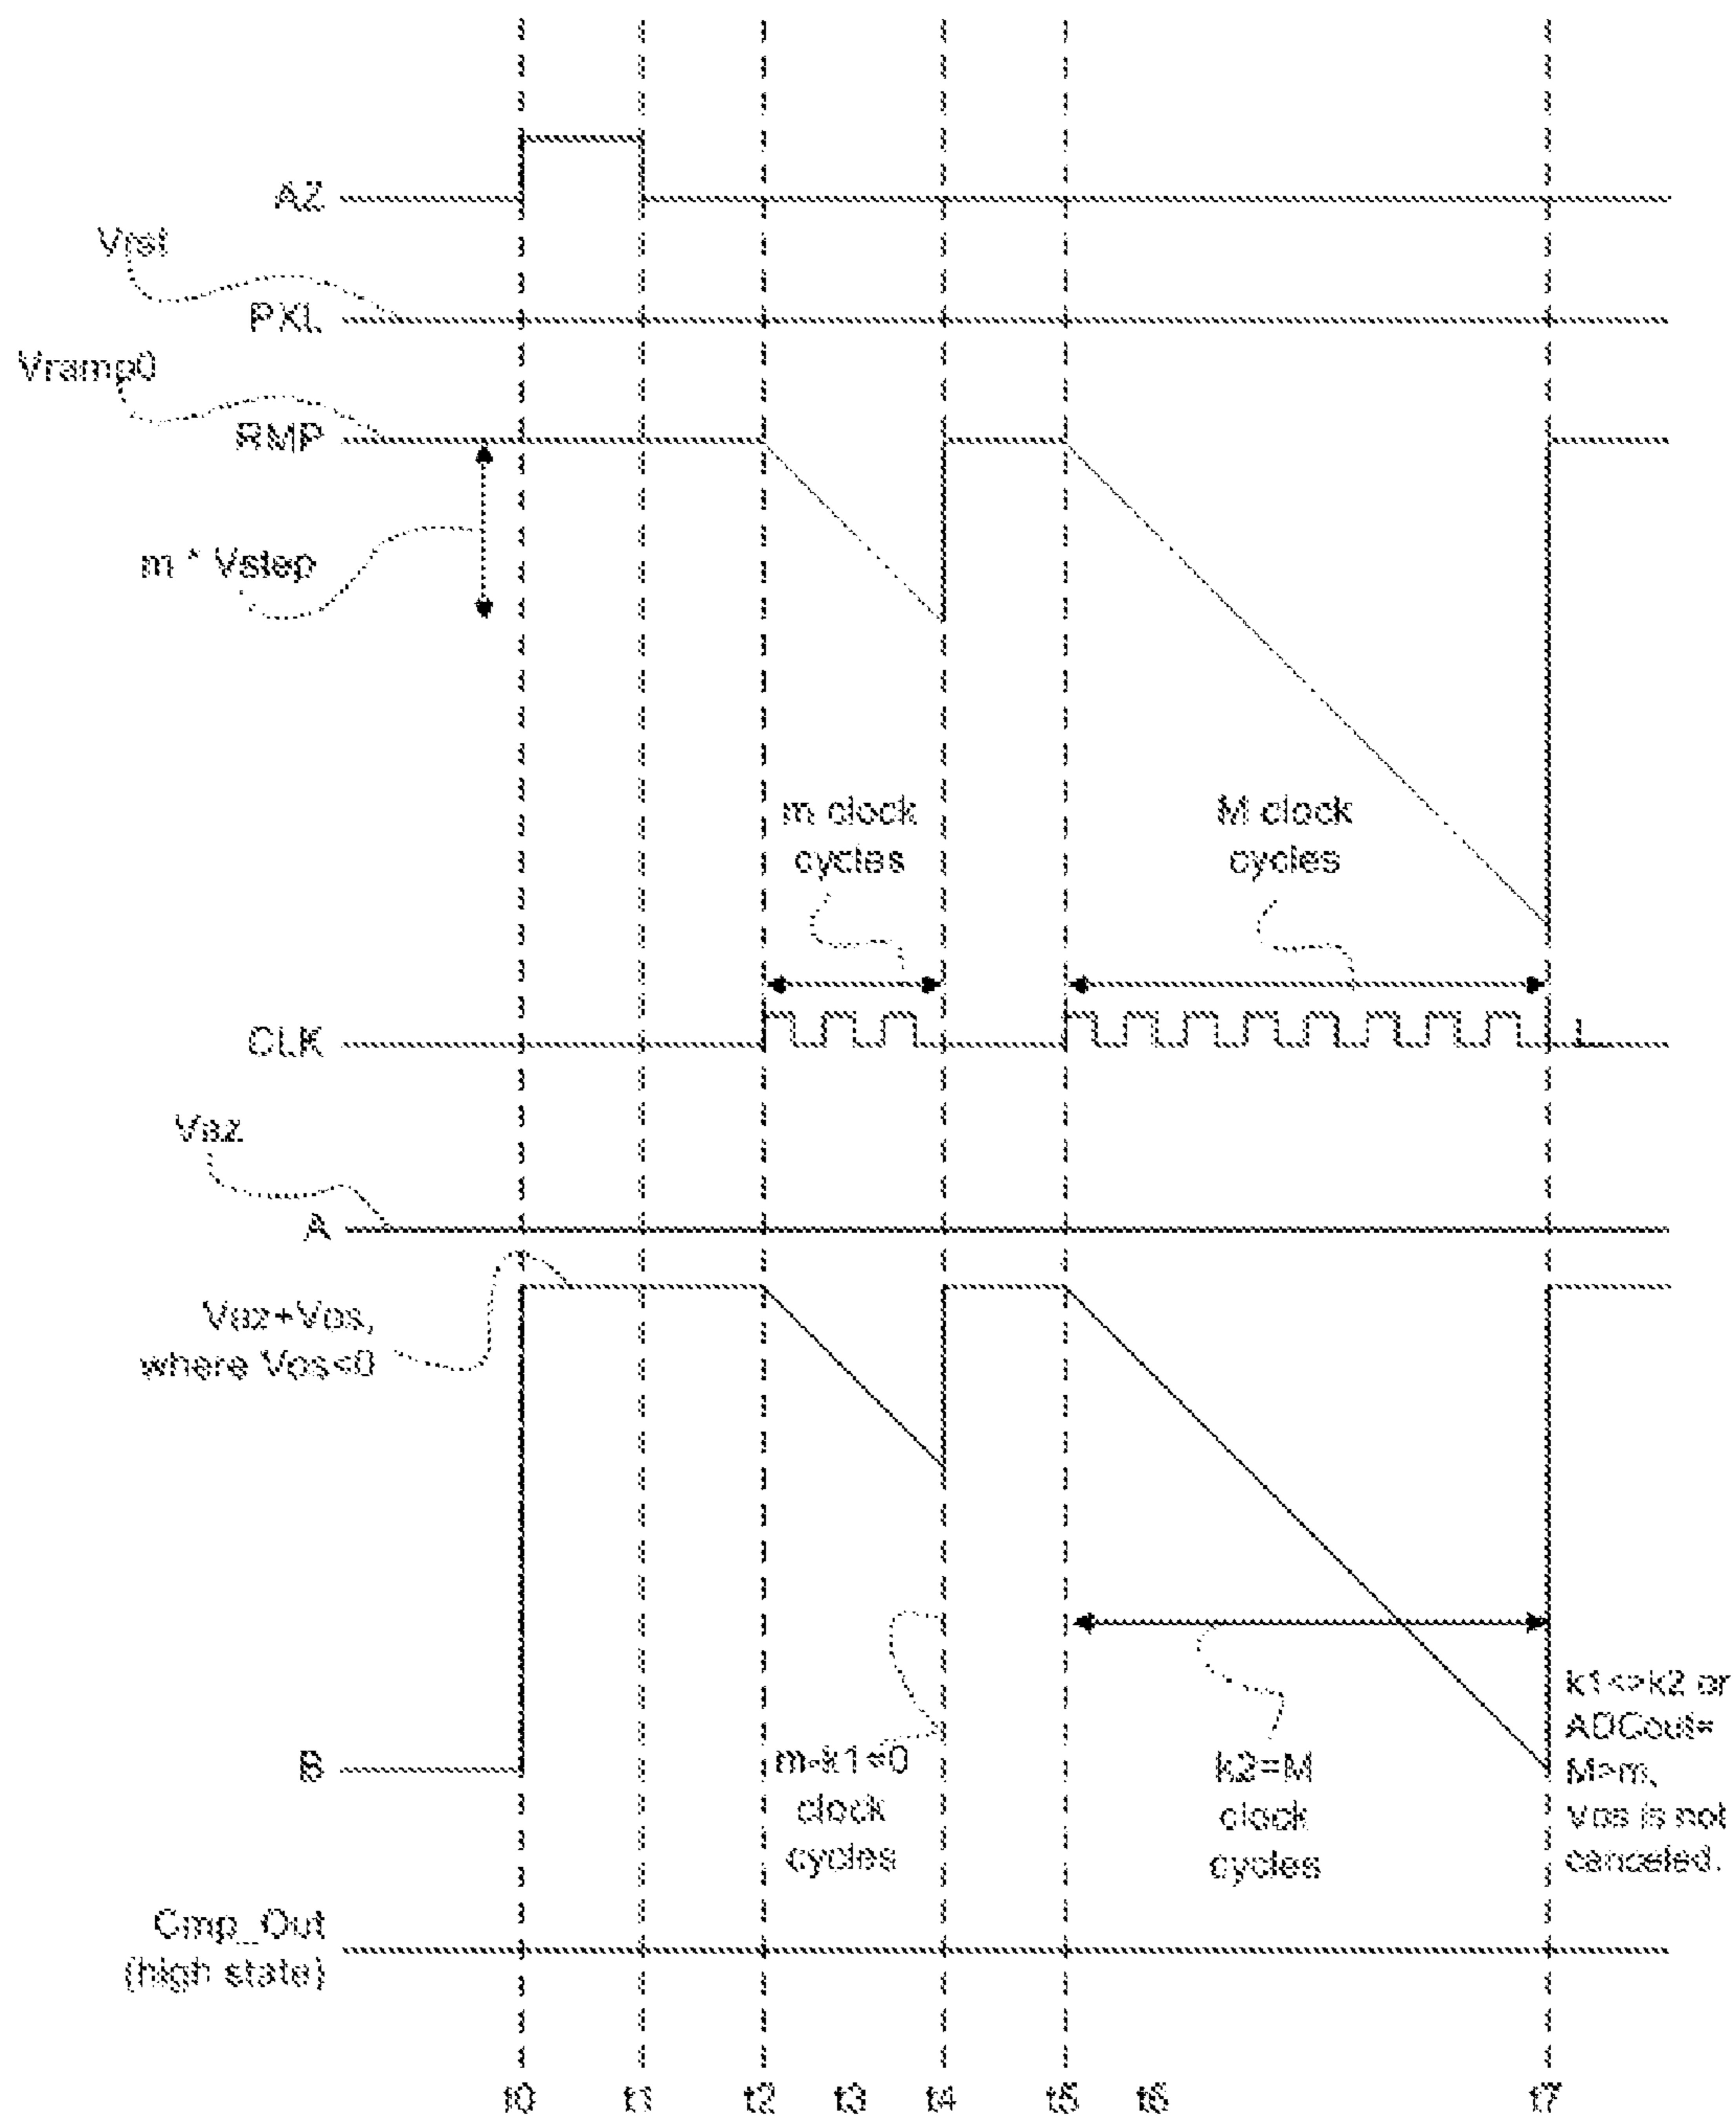 AZ
Vrst
PXL
Vramp0
RMP
m * Vstep
m clock
cycles
M clock
cycles
CLK
Vaz
A
Vaz+Vos,
where Vos<0
B
m-k1=0
clock
cycles
k2=M
clock
cycles
k1<>k2 or
ADCout=
M>m,
Vos is not
canceled.
Cmp_Out
(high state)
t0 t1 t2 t3 t4 t5 t6 t7